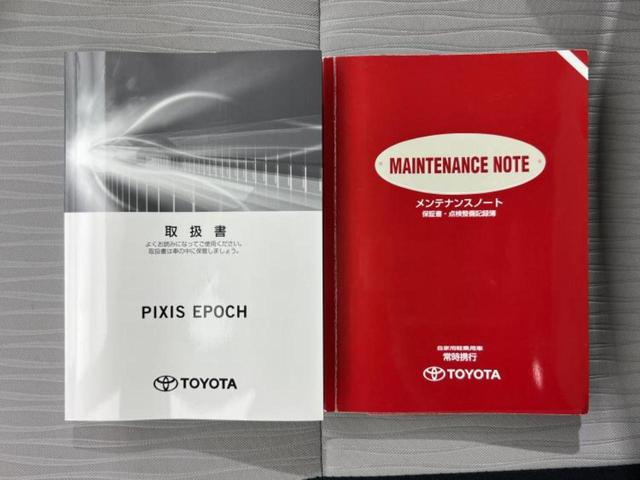 取扱書
よくお読みになってご使用ください。
取扱書は車の中に保管しましょう。
PIXIS EPOCH
TOYOTA
MAINTENANCE NOTE
メンテナンスノート
保証書・点検整備記録簿
自家用軽乗用車
常時携行
TOYOTA